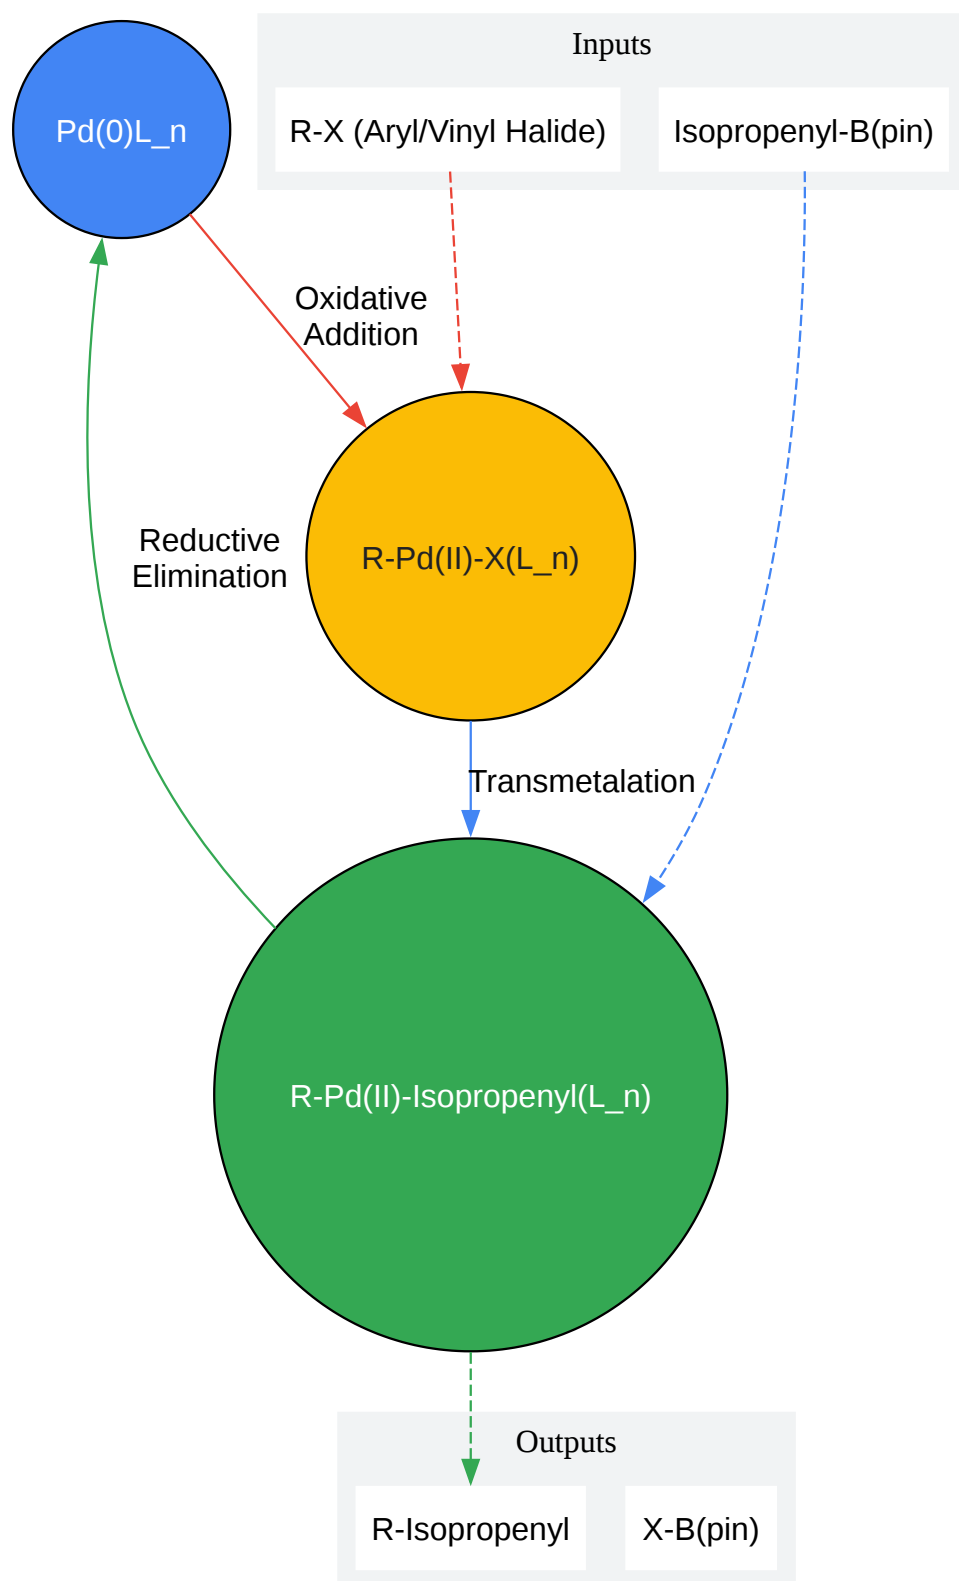 Inputs
Pd(0)L_n
R-X (Aryl/Vinyl Halide)
Isopropenyl-B(pin)
Oxidative
Addition
Reductive
Elimination
R-Pd(II)-X(L_n)
Transmetalation
R-Pd(II)-Isopropenyl(L_n)
Outputs
R-Isopropenyl
X-B(pin)